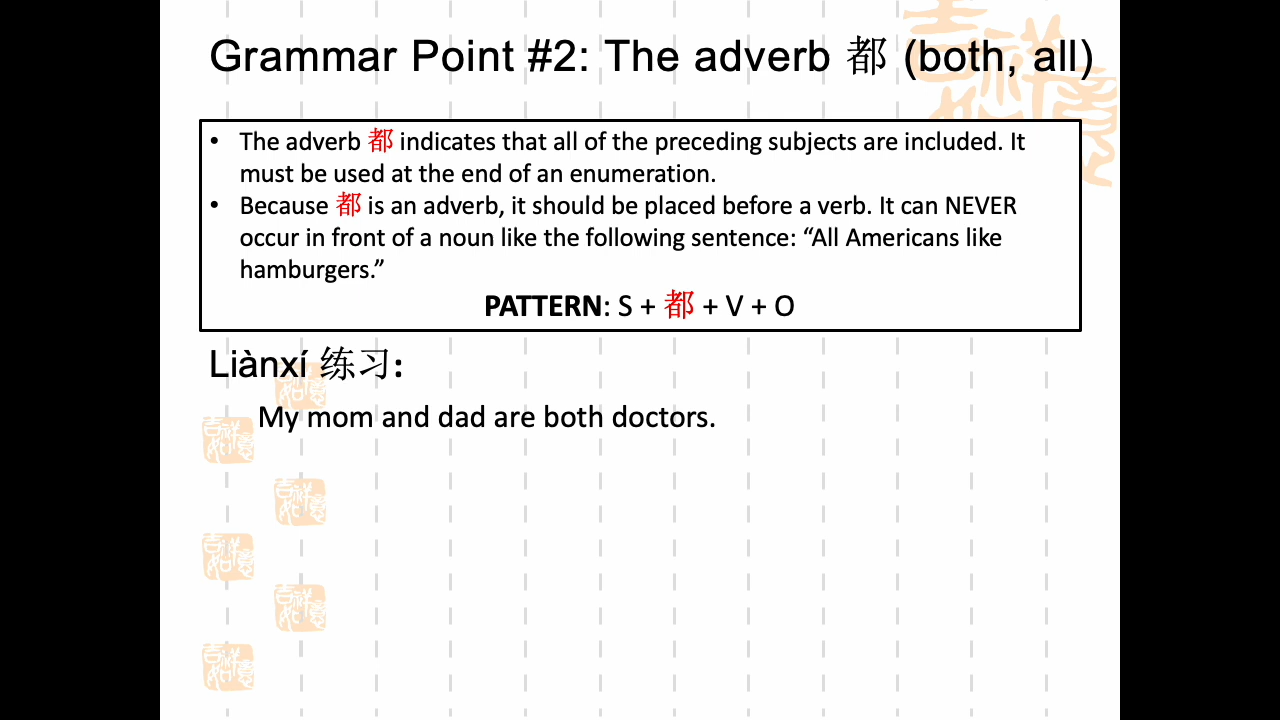 Grammar Point #2: The adverb 都 (both, all)
• The adverb 都 indicates that all of the preceding subjects are included. It
must be used at the end of an enumeration.
• Because 都 is an adverb, it should be placed before a verb. It can NEVER
occur in front of a noun like the following sentence: “All Americans like
hamburgers.”
PATTERN: S + 都 + V + O
Liànxí 练习:
My mom and dad are both doctors.